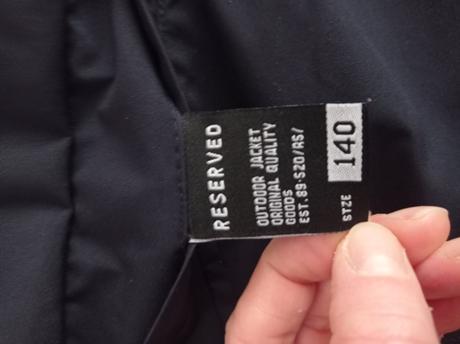 RESERVED
OUTDOOR JACKET
ORIGINAL QUALITY
GOODS
EST.89-S20/RS/
SIZE 140